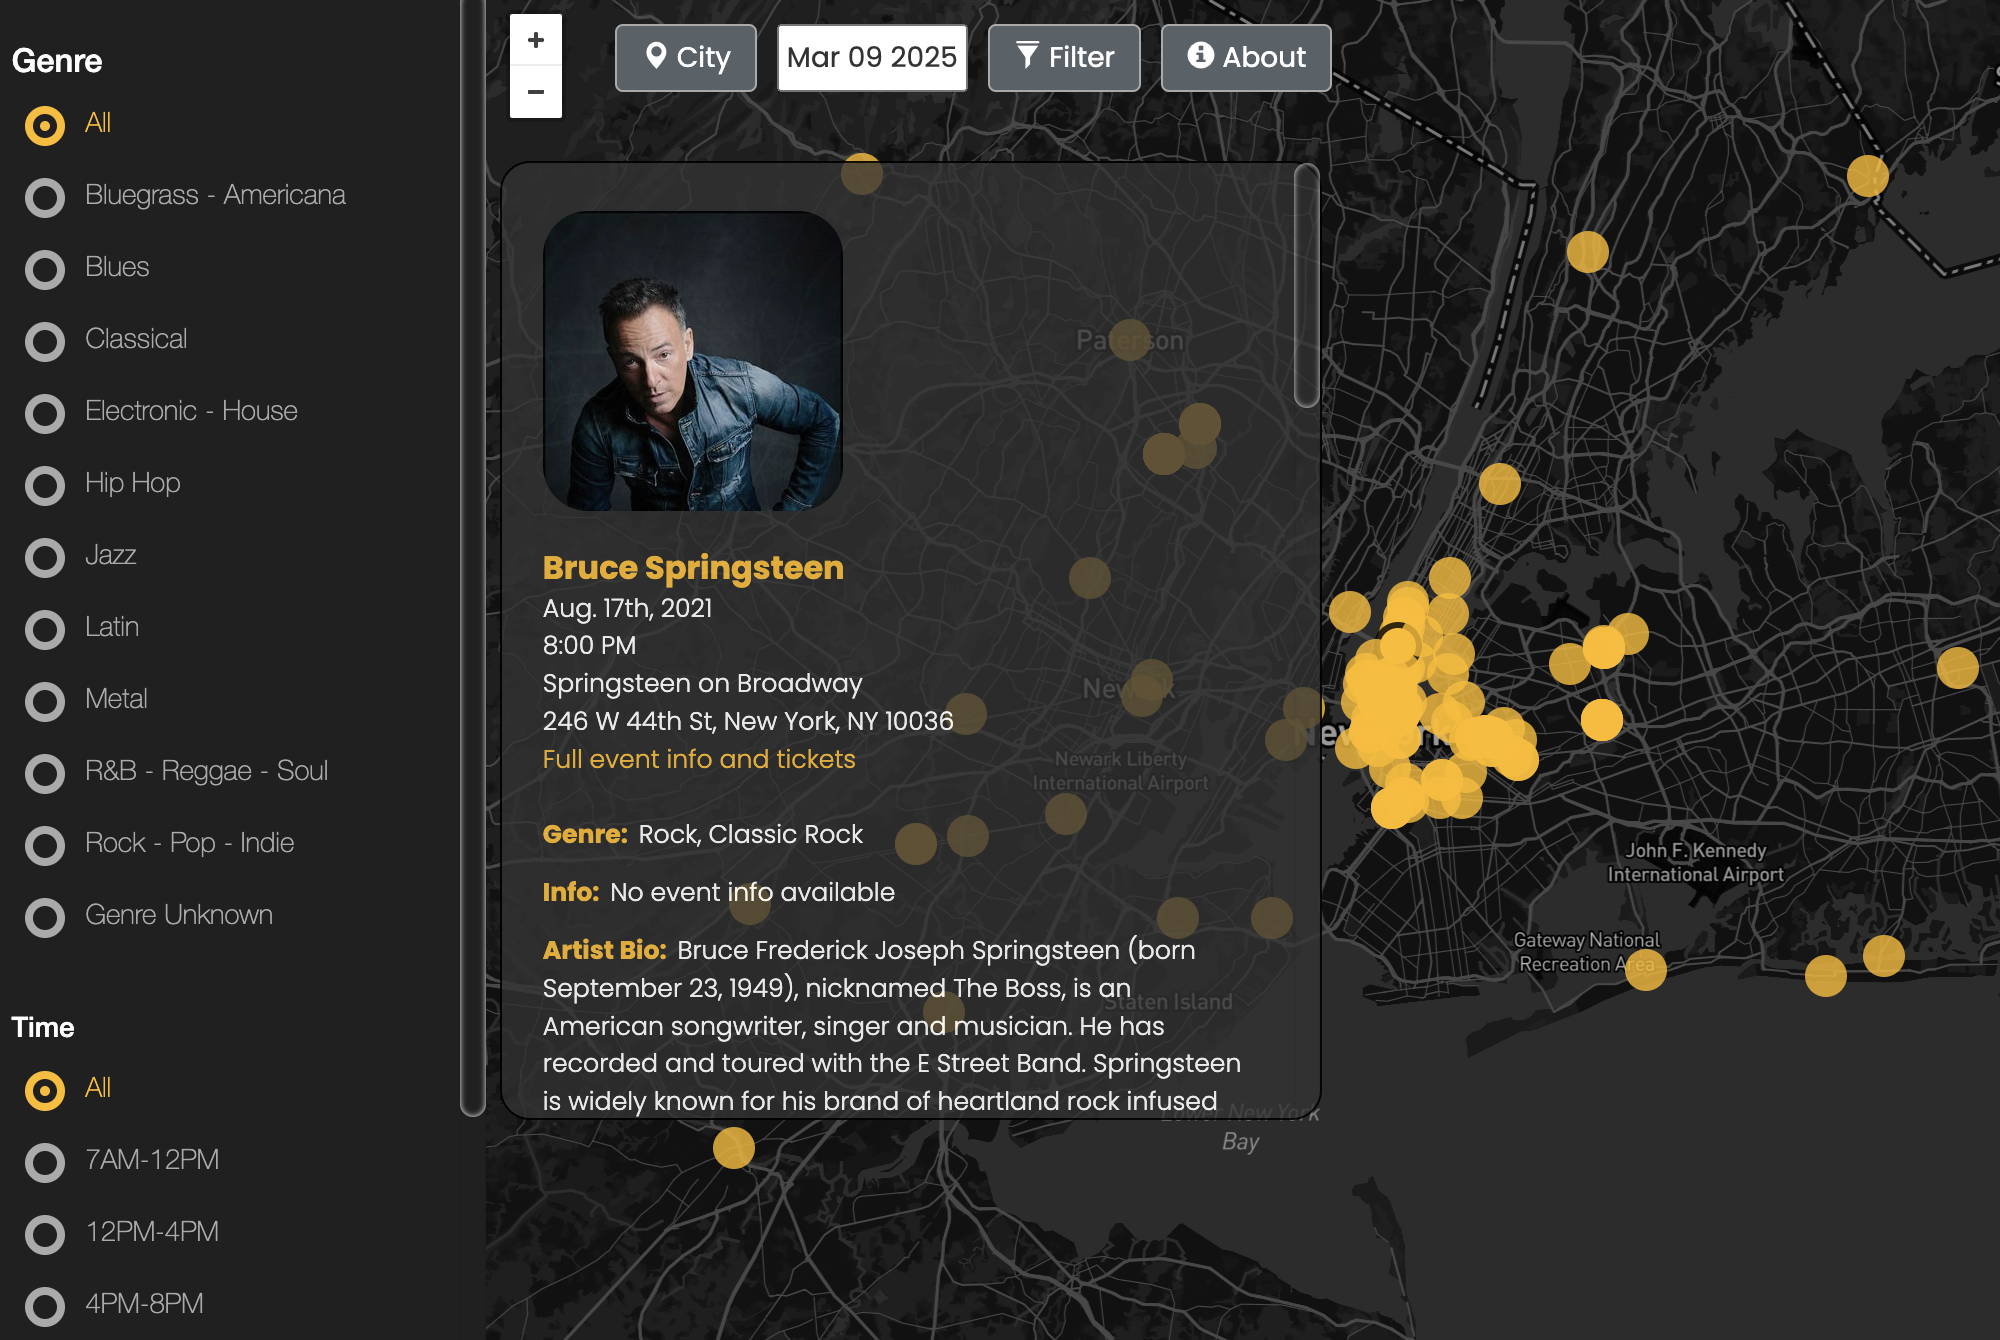 Genre
All
Bluegrass - Americana
Blues
Classical
Electronic - House
Hip Hop
Jazz
Latin
Metal
R&B - Reggae - Soul
Rock - Pop - Indie
Genre Unknown
Time
All
7AM-12PM
12PM-4PM
4PM-8PM
+
−
City
Mar 09 2025
Filter
About
Bruce Springsteen
Aug. 17th, 2021
8:00 PM
Springsteen on Broadway
246 W 44th St, New York, NY 10036
Full event info and tickets
Genre: Rock, Classic Rock
Info: No event info available
Artist Bio: Bruce Frederick Joseph Springsteen (born
September 23, 1949), nicknamed The Boss, is an
American songwriter, singer and musician. He has
recorded and toured with the E Street Band. Springsteen
is widely known for his brand of heartland rock infused
Paterson
Newark
Newark Liberty
International Airport
New York
John F. Kennedy
International Airport
Gateway National
Recreation Area
Staten Island
Lower New York
Bay